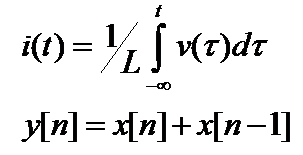 i(t) = 1/L ∫_{-∞}^{t} v(τ)dτ
y[n] = x[n] + x[n − 1]